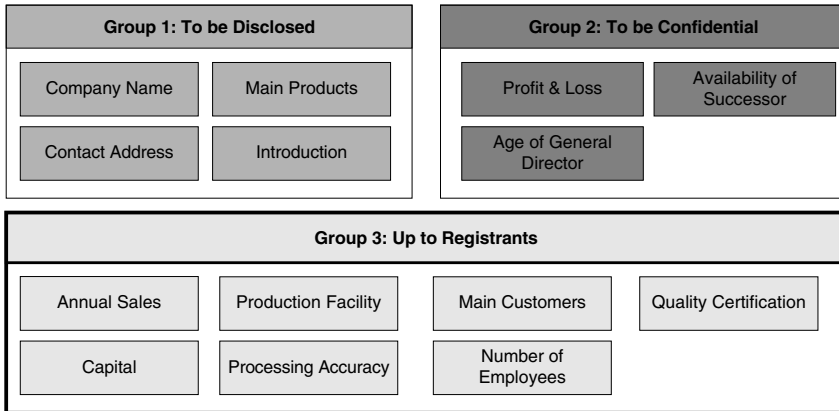 Group 1: To be Disclosed
Company Name
Main Products
Contact Address
Introduction
Group 2: To be Confidential
Profit & Loss
Availability of
Successor
Age of General
Director
Group 3: Up to Registrants
Annual Sales
Production Facility
Main Customers
Quality Certification
Capital
Processing Accuracy
Number of
Employees